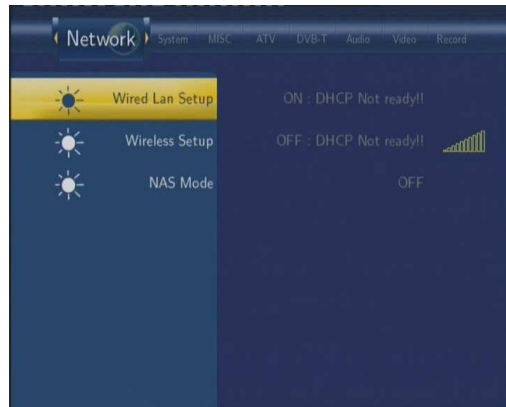 Network System MISC ATV DVB-T Audio Video Record
Wired Lan Setup ON : DHCP Not ready!!
Wireless Setup OFF : DHCP Not ready!!
NAS Mode OFF